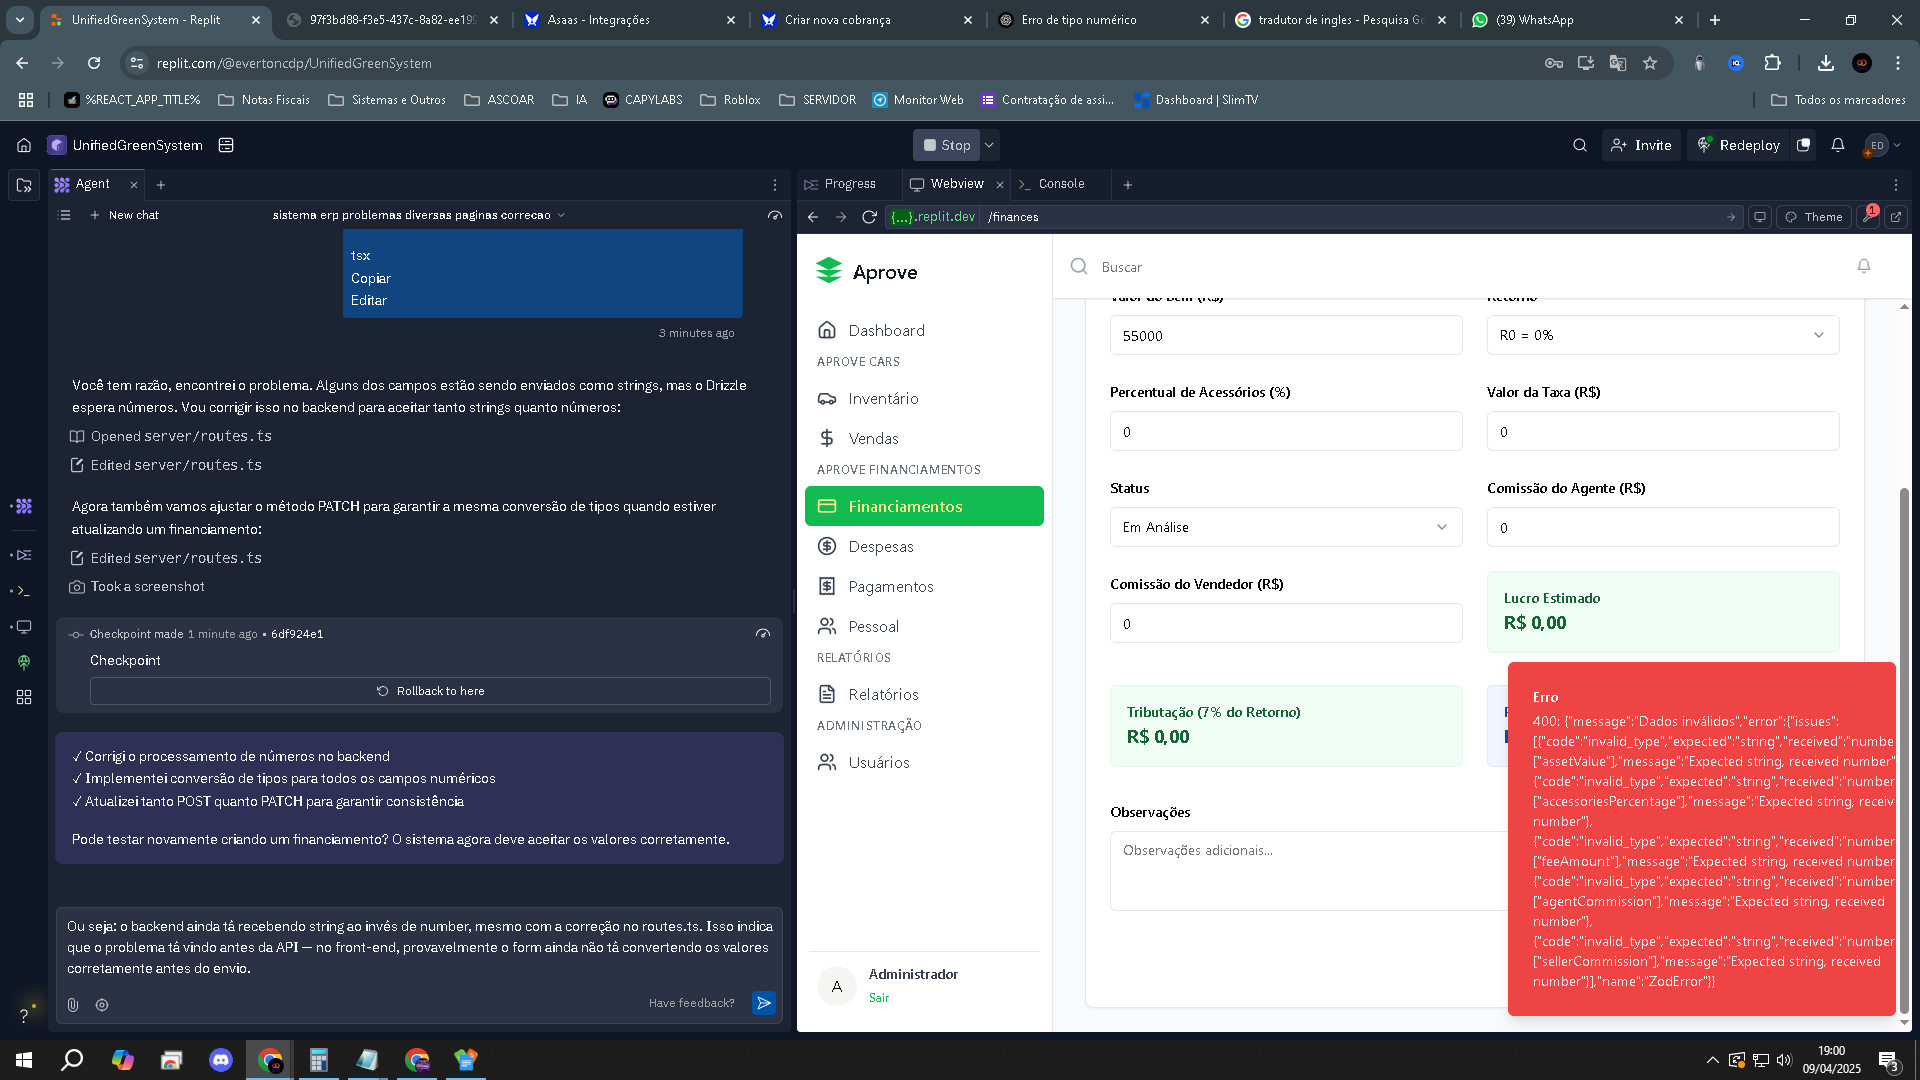 UnifiedGreenSystem - Replit
97f3bd88-f3e5-437c-8a82-ee199
Asaas - Integrações
Criar nova cobrança
Erro de tipo numérico
tradutor de ingles - Pesquisa Go
(39) WhatsApp
replit.com/@evertoncdp/UnifiedGreenSystem
%REACT_APP_TITLE%
Notas Fiscais
Sistemas e Outros
ASCOAR
IA
CAPYLABS
Roblox
SERVIDOR
Monitor Web
Contratação de assi...
Dashboard | SlimTV
Todos os marcadores
UnifiedGreenSystem
Stop
Invite
Redeploy
ED
Agent
Progress
Webview
Console
New chat
sistema erp problemas diversas paginas correcao
{...}.replit.dev
/finances
Theme
1
tsx
Copiar
Editar
3 minutes ago
Você tem razão, encontrei o problema. Alguns dos campos estão sendo enviados como strings, mas o Drizzle
espera números. Vou corrigir isso no backend para aceitar tanto strings quanto números:
Opened server/routes.ts
Edited server/routes.ts
Agora também vamos ajustar o método PATCH para garantir a mesma conversão de tipos quando estiver
atualizando um financiamento:
Edited server/routes.ts
Took a screenshot
Checkpoint made 1 minute ago • 6df924e1
Checkpoint
Rollback to here
✓ Corrigi o processamento de números no backend
✓ Implementei conversão de tipos para todos os campos numéricos
✓ Atualizei tanto POST quanto PATCH para garantir consistência
Pode testar novamente criando um financiamento? O sistema agora deve aceitar os valores corretamente.
Ou seja: o backend ainda tá recebendo string ao invés de number, mesmo com a correção no routes.ts. Isso indica
que o problema tá vindo antes da API — no front-end, provavelmente o form ainda não tá convertendo os valores
corretamente antes do envio.
Have feedback?
?
Aprove
Dashboard
APROVE CARS
Inventário
Vendas
APROVE FINANCIAMENTOS
Financiamentos
Despesas
Pagamentos
Pessoal
RELATÓRIOS
Relatórios
ADMINISTRAÇÃO
Usuários
A
Administrador
Sair
Buscar
Valor do Bem (R$)
Retorno
55000
R0 = 0%
Percentual de Acessórios (%)
Valor da Taxa (R$)
0
0
Status
Comissão do Agente (R$)
Em Análise
0
Comissão do Vendedor (R$)
0
Lucro Estimado
R$ 0,00
Tributação (7% do Retorno)
R$ 0,00
Observações
Observações adicionais...
Erro
400: {"message":"Dados inválidos","error":{"issues":
[{"code":"invalid_type","expected":"string","received":"numbe
["assetValue"],"message":"Expected string, received number"
{"code":"invalid_type","expected":"string","received":"number
["accessoriesPercentage"],"message":"Expected string, receiv
number"},
{"code":"invalid_type","expected":"string","received":"number
["feeAmount"],"message":"Expected string, received number
{"code":"invalid_type","expected":"string","received":"number
["agentCommission"],"message":"Expected string, received
number"},
{"code":"invalid_type","expected":"string","received":"number
["sellerCommission"],"message":"Expected string, received
number"}],"name":"ZodError"}}
19:00
09/04/2025
3